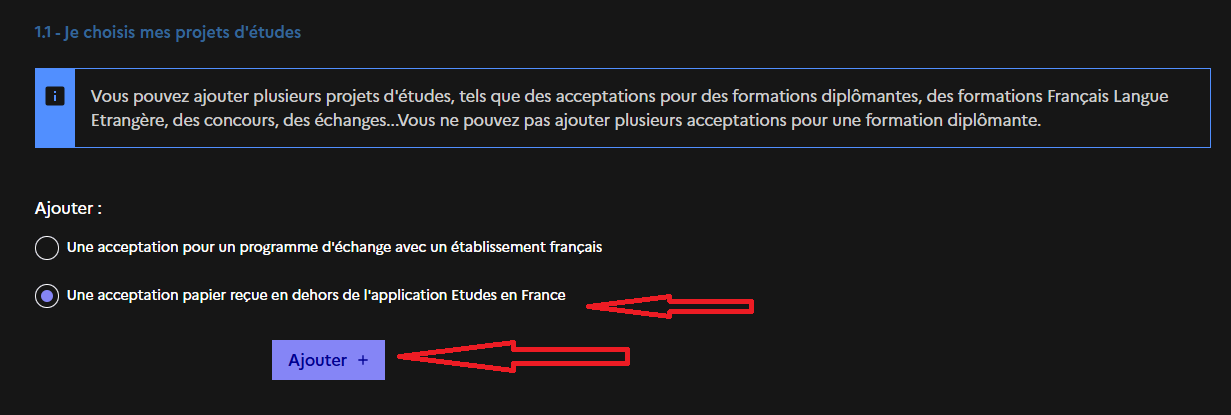 1.1 - Je choisis mes projets d'études
Vous pouvez ajouter plusieurs projets d'études, tels que des acceptations pour des formations diplômantes, des formations Français Langue
Etrangère, des concours, des échanges...Vous ne pouvez pas ajouter plusieurs acceptations pour une formation diplômante.
Ajouter :
Une acceptation pour un programme d'échange avec un établissement français
Une acceptation papier reçue en dehors de l'application Etudes en France
Ajouter +